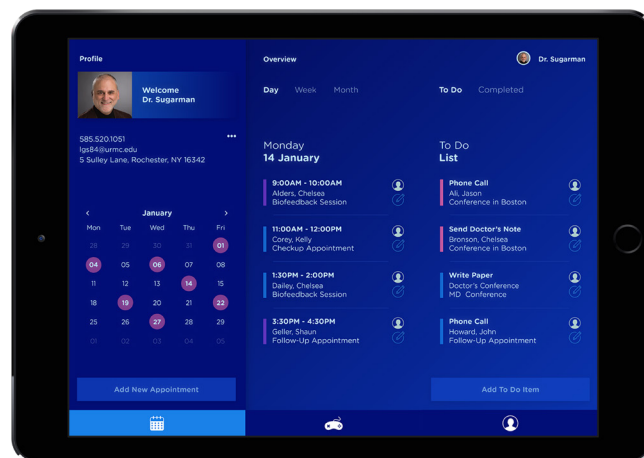 Profile
Welcome
Dr. Sugarman
585.520.1051
lgs84@urmc.edu
5 Sulley Lane, Rochester, NY 16342
•••
< January >
Mon Tue Wed Thu Fri
28 29 30 31 01
04 05 06 07 08
11 12 13 14 15
18 19 20 21 22
25 26 27 28 29
01 02 03 04 05
Add New Appointment
Overview
Dr. Sugarman
Day Week Month
Monday
14 January
9:00AM - 10:00AM
Alders, Chelsea
Biofeedback Session
11:00AM - 12:00PM
Corey, Kelly
Checkup Appointment
1:30PM - 2:00PM
Dailey, Chelsea
Biofeedback Session
3:30PM - 4:30PM
Geller, Shaun
Follow-Up Appointment
To Do Completed
To Do
List
Phone Call
Ali, Jason
Conference in Boston
Send Doctor's Note
Bronson, Chelsea
Conference in Boston
Write Paper
Doctor's Conference
MD Conference
Phone Call
Howard, John
Follow-Up Appointment
Add To Do Item